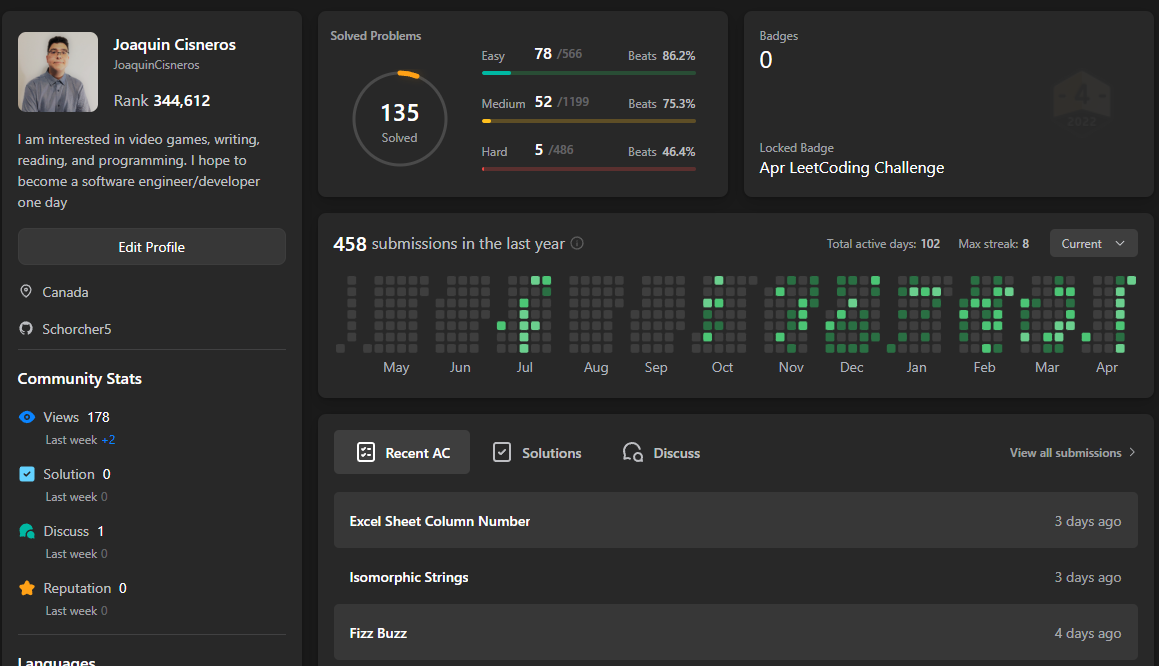 Joaquin Cisneros
JoaquinCisneros
Rank 344,612
I am interested in video games, writing,
reading, and programming. I hope to
become a software engineer/developer
one day
Edit Profile
Canada
Schorcher5
Community Stats
Views 178
Last week +2
Solution 0
Last week 0
Discuss 1
Last week 0
Reputation 0
Last week 0
Languages
Solved Problems
135
Solved
Easy 78 /566 Beats 86.2%
Medium 52 /1199 Beats 75.3%
Hard 5 /486 Beats 46.4%
Badges
0
4
2022
Locked Badge
Apr LeetCoding Challenge
458 submissions in the last year
Total active days: 102 Max streak: 8 Current
May Jun Jul Aug Sep Oct Nov Dec Jan Feb Mar Apr
Recent AC Solutions Discuss View all submissions
Excel Sheet Column Number 3 days ago
Isomorphic Strings 3 days ago
Fizz Buzz 4 days ago